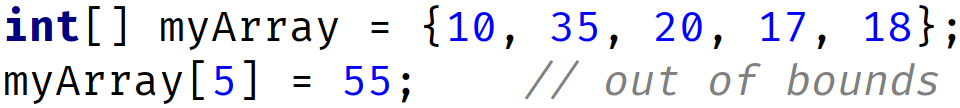 int[] myArray = {10, 35, 20, 17, 18};
myArray[5] = 55;    // out of bounds